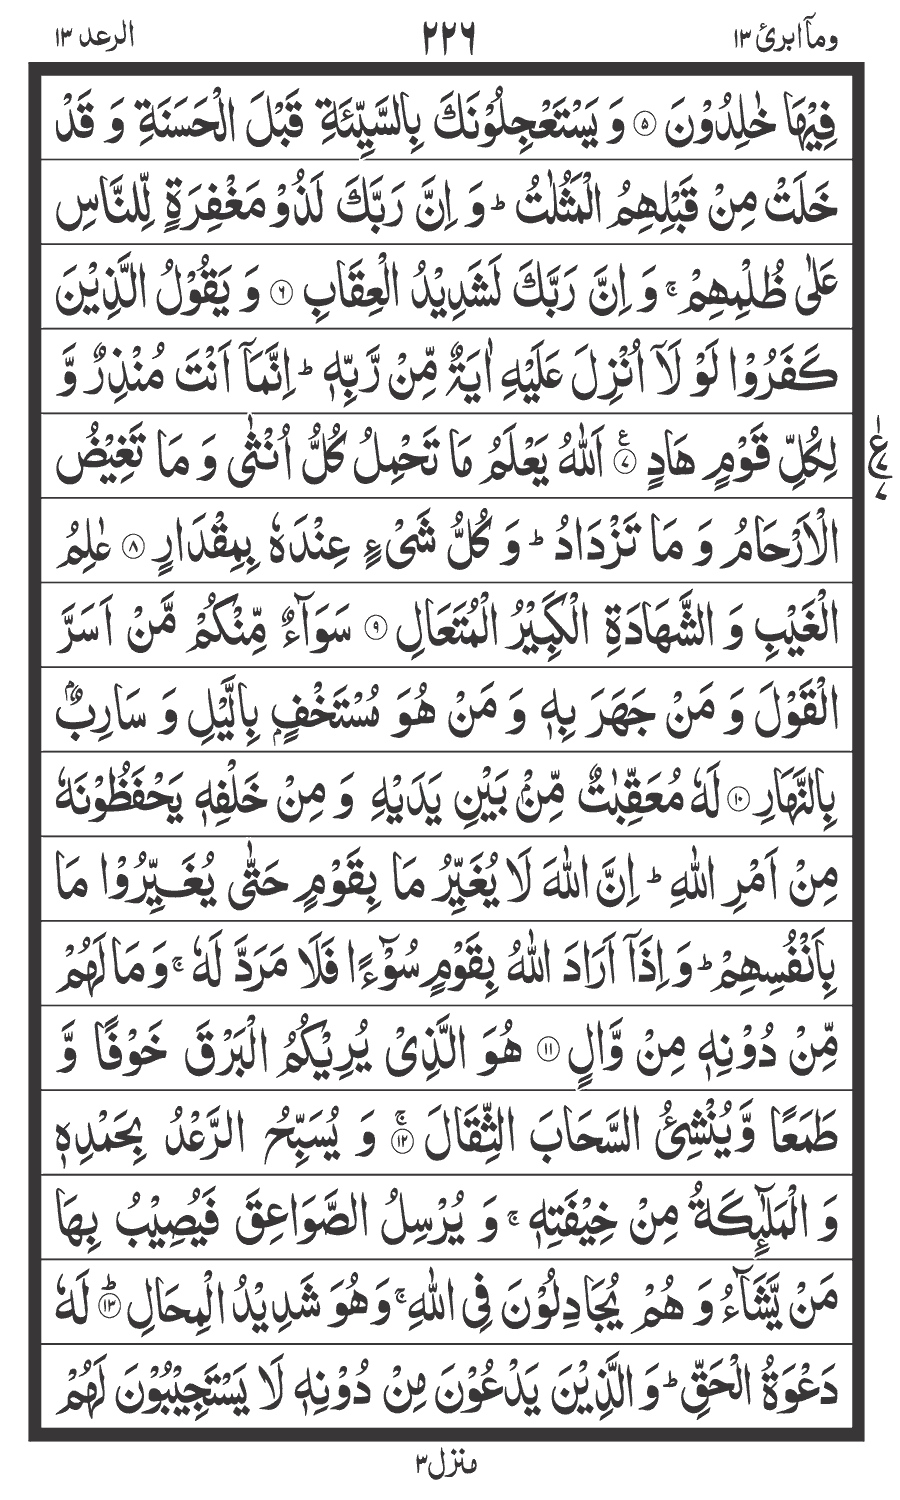 ومآ ابرئ ١٣
٢٢٦
الرعد ١٣
فِيْهَا خٰلِدُوْنَ ۝٥ وَ يَسْتَعْجِلُوْنَكَ بِالسَّيِّئَةِ قَبْلَ الْحَسَنَةِ وَ قَدْ
خَلَتْ مِنْ قَبْلِهِمُ الْمَثُلٰتُ ؕ وَ اِنَّ رَبَّكَ لَذُوْ مَغْفِرَةٍ لِّلنَّاسِ
عَلٰى ظُلْمِهِمْ ۚ وَ اِنَّ رَبَّكَ لَشَدِيْدُ الْعِقَابِ ۝٦ وَ يَقُوْلُ الَّذِيْنَ
كَفَرُوْا لَوْ لَاۤ اُنْزِلَ عَلَيْهِ اٰيَةٌ مِّنْ رَّبِّهٖ ؕ اِنَّمَاۤ اَنْتَ مُنْذِرٌ وَّ
لِكُلِّ قَوْمٍ هَادٍ ۝٧ ع اَللّٰهُ يَعْلَمُ مَا تَحْمِلُ كُلُّ اُنْثٰى وَ مَا تَغِيْضُ
ع
٧
الْاَرْحَامُ وَ مَا تَزْدَادُ ؕ وَ كُلُّ شَیْءٍ عِنْدَهٗ بِمِقْدَارٍ ۝٨ عٰلِمُ
الْغَيْبِ وَ الشَّهَادَةِ الْكَبِيْرُ الْمُتَعَالِ ۝٩ سَوَآءٌ مِّنْكُمْ مَّنْ اَسَرَّ
الْقَوْلَ وَ مَنْ جَهَرَ بِهٖ وَ مَنْ هُوَ مُسْتَخْفٍۭ بِالَّيْلِ وَ سَارِبٌۢ
بِالنَّهَارِ ۝١٠ لَهٗ مُعَقِّبٰتٌ مِّنْۢ بَيْنِ يَدَيْهِ وَ مِنْ خَلْفِهٖ يَحْفَظُوْنَهٗ
مِنْ اَمْرِ اللّٰهِ ؕ اِنَّ اللّٰهَ لَا يُغَيِّرُ مَا بِقَوْمٍ حَتّٰى يُغَيِّرُوْا مَا
بِاَنْفُسِهِمْ ؕ وَ اِذَاۤ اَرَادَ اللّٰهُ بِقَوْمٍ سُوْٓءًا فَلَا مَرَدَّ لَهٗ ۚ وَ مَا لَهُمْ
مِّنْ دُوْنِهٖ مِنْ وَّالٍ ۝١١ هُوَ الَّذِیْ يُرِيْكُمُ الْبَرْقَ خَوْفًا وَّ
طَمَعًا وَّ يُنْشِئُ السَّحَابَ الثِّقَالَ ۝١٢ ۚ وَ يُسَبِّحُ الرَّعْدُ بِحَمْدِهٖ
وَ الْمَلٰٓئِكَةُ مِنْ خِيْفَتِهٖ ۚ وَ يُرْسِلُ الصَّوَاعِقَ فَيُصِيْبُ بِهَا
مَنْ يَّشَآءُ وَ هُمْ يُجَادِلُوْنَ فِی اللّٰهِ ۚ وَ هُوَ شَدِيْدُ الْمِحَالِ ۝١٣ ؕ لَهٗ
دَعْوَةُ الْحَقِّ ؕ وَ الَّذِيْنَ يَدْعُوْنَ مِنْ دُوْنِهٖ لَا يَسْتَجِيْبُوْنَ لَهُمْ
منزل ٣